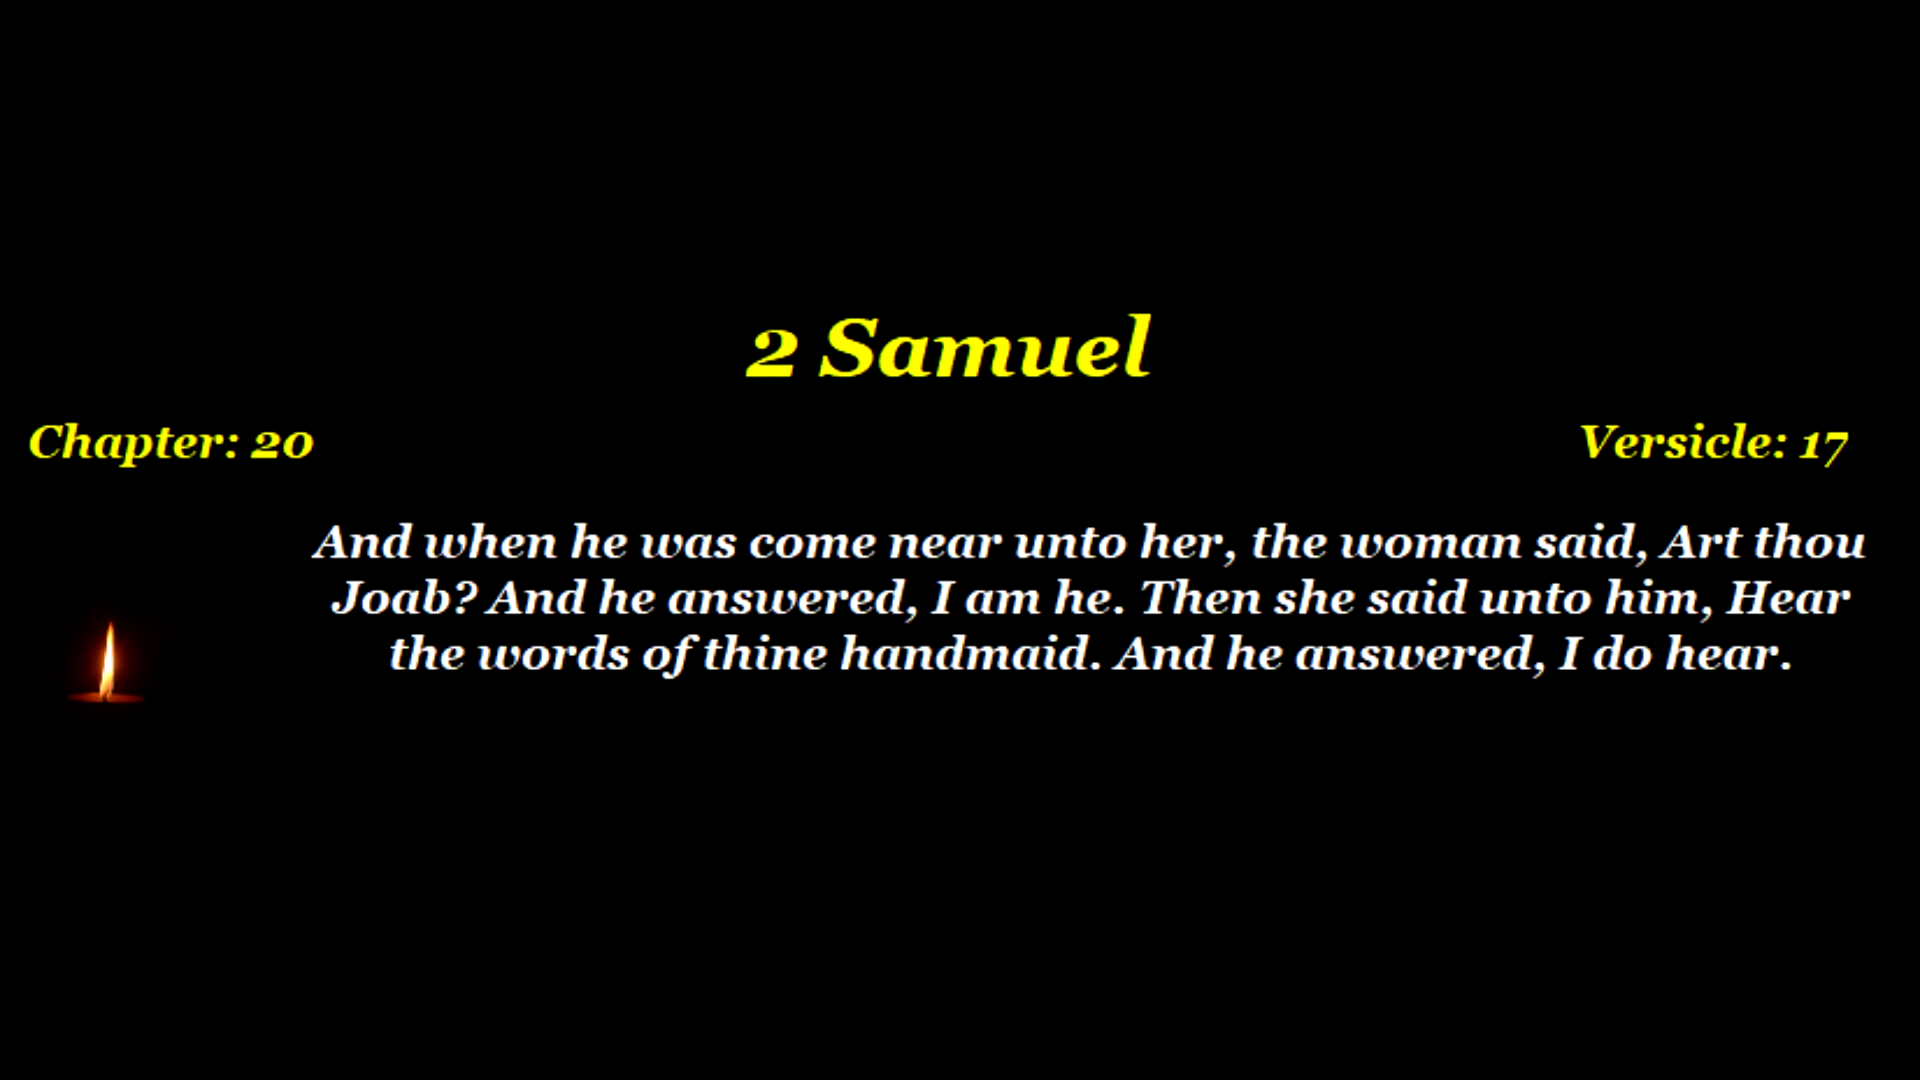 2 Samuel
Chapter: 20
Versicle: 17
And when he was come near unto her, the woman said, Art thou
Joab? And he answered, I am he. Then she said unto him, Hear
the words of thine handmaid. And he answered, I do hear.